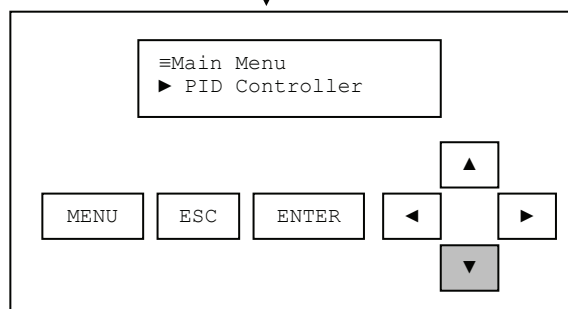 ≡Main Menu
► PID Controller
▲
MENU ESC ENTER ◄ ►
▼